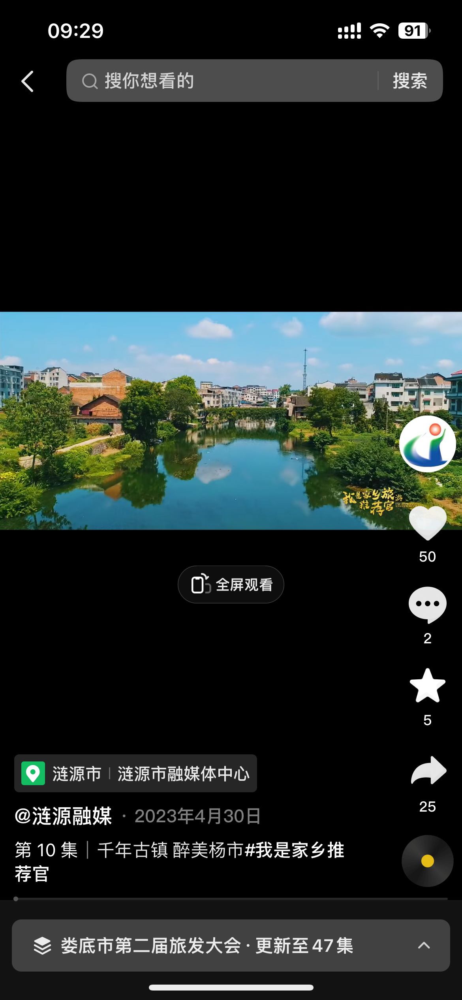 09:29
91
搜你想看的
搜索
我是家乡旅游
推荐官
50
全屏观看
2
5
涟源市
涟源市融媒体中心
25
@涟源融媒 · 2023年4月30日
第 10 集｜千年古镇 醉美杨市#我是家乡推
荐官
娄底市第二届旅发大会 · 更新至47集